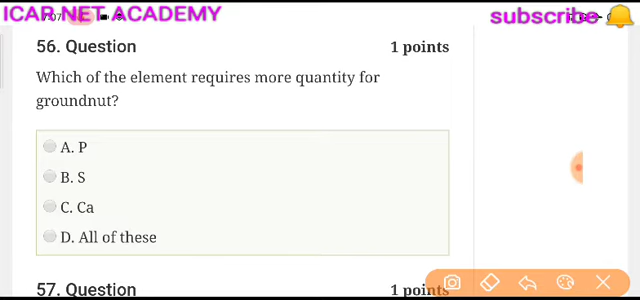 ICAR NET ACADEMY
subscribe
56. Question 1 points
Which of the element requires more quantity for
groundnut?
A. P
B. S
C. Ca
D. All of these
57. Question 1 points